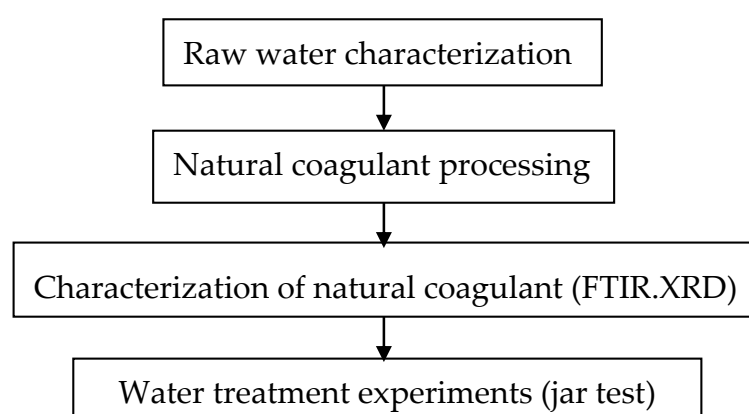 Raw water characterization
Natural coagulant processing
Characterization of natural coagulant (FTIR.XRD)
Water treatment experiments (jar test)